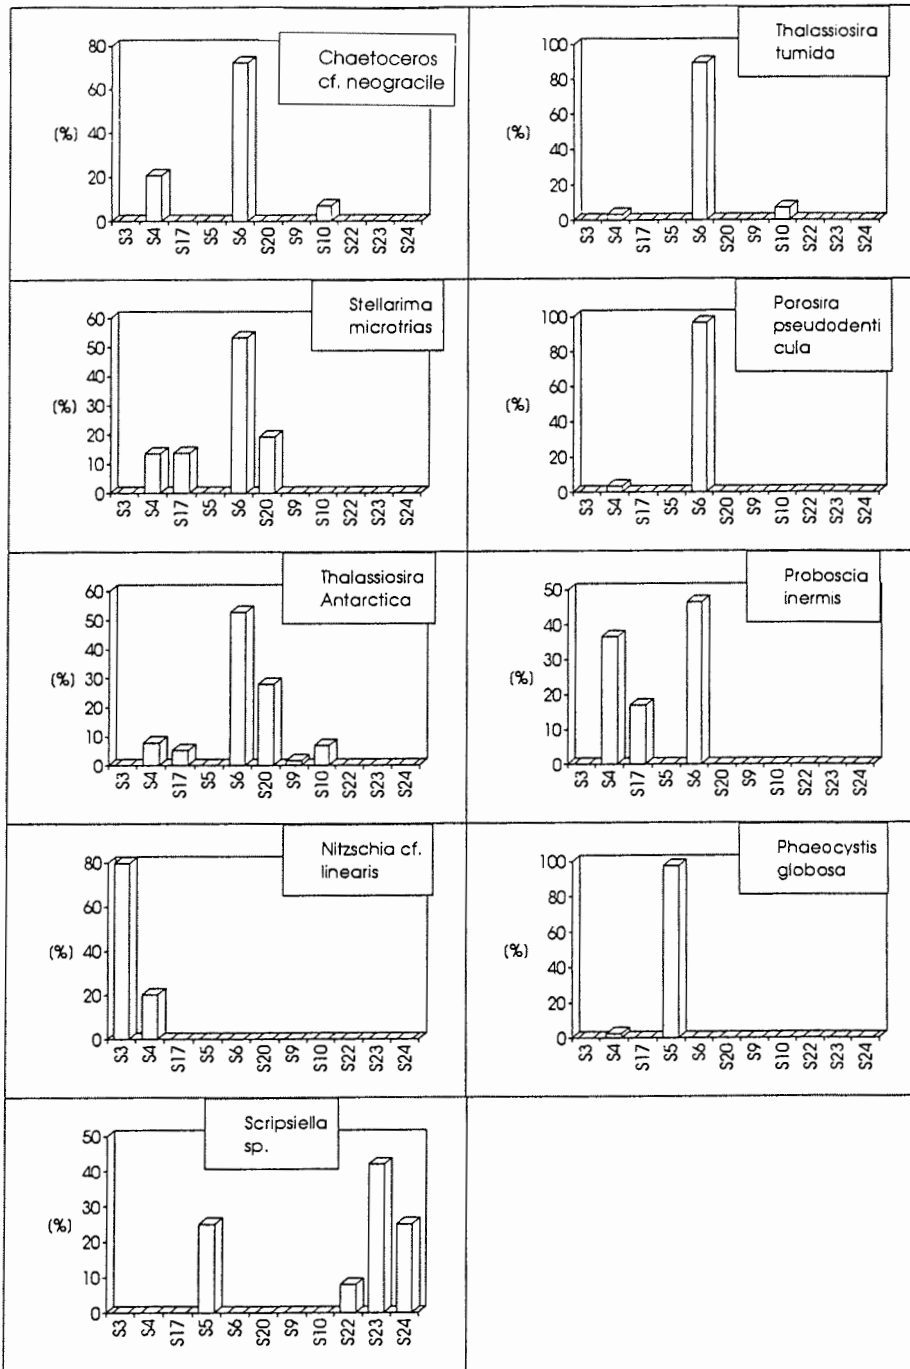 Chaetoceros
cf. neogracile
80
60
(%) 40
20
0
S3 S4 S17 S5 S6 S20 S9 S10 S22 S23 S24
Thalassiosira
tumida
100
80
(%) 60
40
20
0
S3 S4 S17 S5 S6 S20 S9 S10 S22 S23 S24
Stellarima
microtrias
60
50
40
(%) 30
20
10
0
S3 S4 S17 S5 S6 S20 S9 S10 S22 S23 S24
Porosira
pseudodenti
cula
100
80
60
(%)
40
20
0
S3 S4 S17 S5 S6 S20 S9 S10 S22 S23 S24
Thalassiosira
Antarctica
60
50
40
(%) 30
20
10
0
S3 S4 S17 S5 S6 S20 S9 S10 S22 S23 S24
Proboscia
inermis
50
40
30
(%)
20
10
0
S3 S4 S17 S5 S6 S20 S9 S10 S22 S23 S24
Nitzschia cf.
linearis
80
60
(%) 40
20
0
S3 S4 S17 S5 S6 S20 S9 S10 S22 S23 S24
Phaeocystis
globosa
100
80
60
(%)
40
20
0
S3 S4 S17 S5 S6 S20 S9 S10 S22 S23 S24
Scripsiella
sp.
50
40
30
(%)
20
10
0
S3 S4 S17 S5 S6 S20 S9 S10 S22 S23 S24